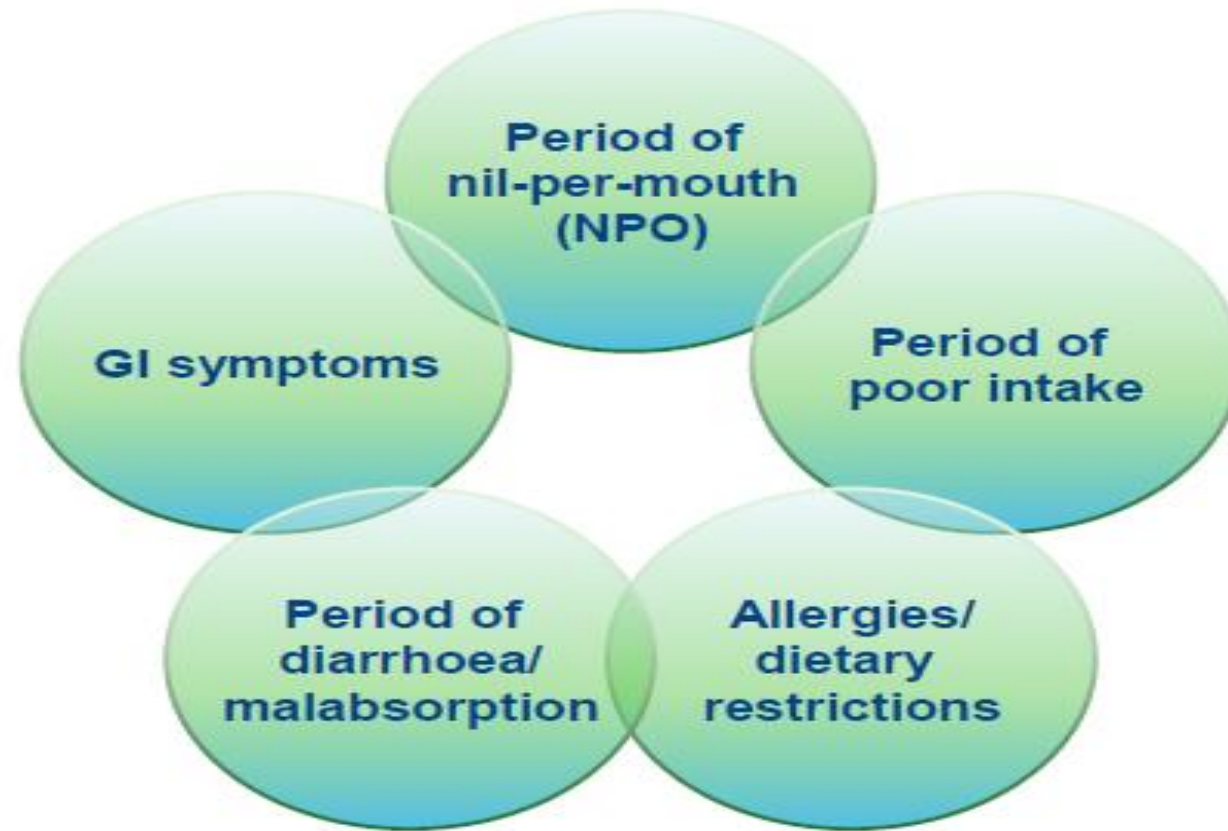 Period of
nil-per-mouth
(NPO)
GI symptoms
Period of
poor intake
Period of
diarrhoea/
malabsorption
Allergies/
dietary
restrictions